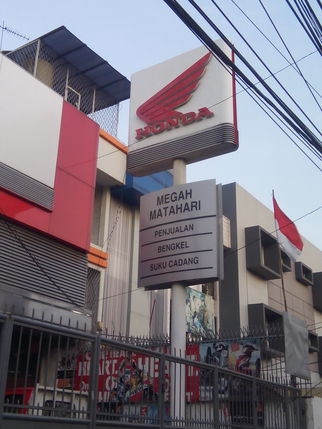 HONDA
MEGAH
MATAHARI
PENJUALAN
BENGKEL
SUKU CADANG